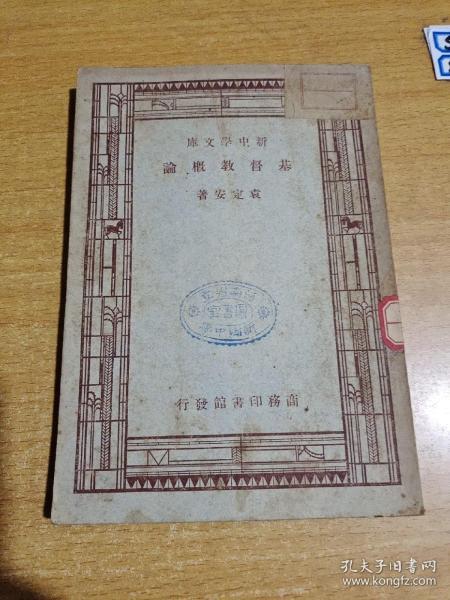 新中學文庫
基督教概論
袁定安著
商務印書館發行
孔夫子旧书网
www.kongfz.com